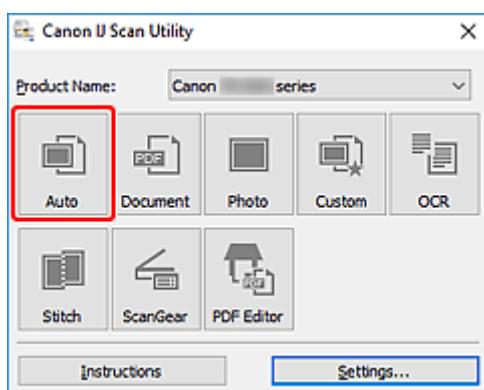 Canon IJ Scan Utility
Product Name: Canon series
Auto Document Photo Custom OCR
Stitch ScanGear PDF Editor
Instructions Settings...